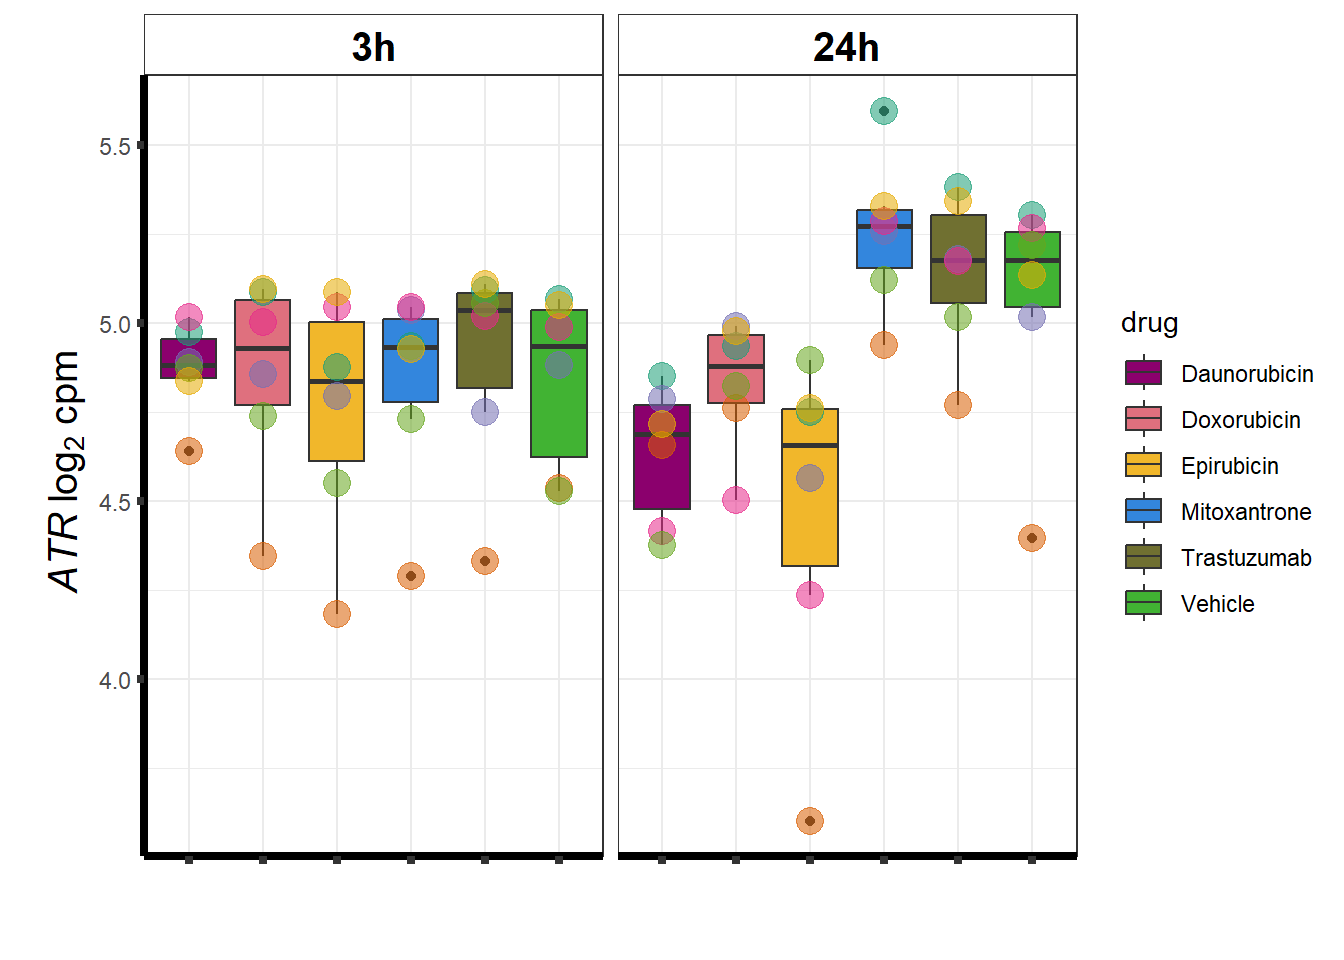 3h
24h
5.5
5.0
4.5
4.0
ATR log₂ cpm
drug
Daunorubicin
Doxorubicin
Epirubicin
Mitoxantrone
Trastuzumab
Vehicle